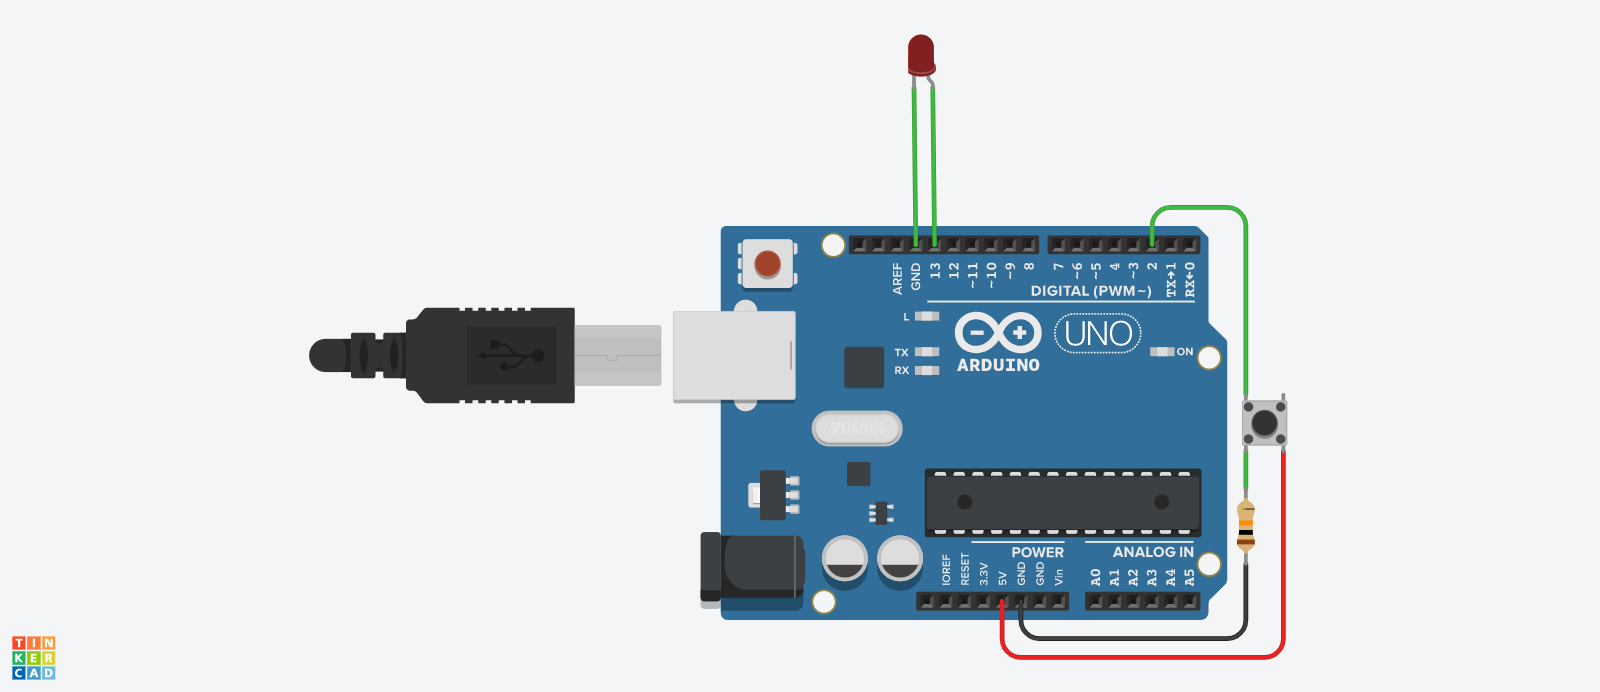 AREF
GND
13
12
~11
~10
~9
8
7
~6
~5
4
~3
2
TX→1
RX←0
DIGITAL (PWM~)
L
TX
RX
ARDUINO
UNO
ON
SPK16.000G
IOREF
RESET
3.3V
5V
GND
GND
Vin
POWER
ANALOG IN
A0
A1
A2
A3
A4
A5
TIN
KER
CAD